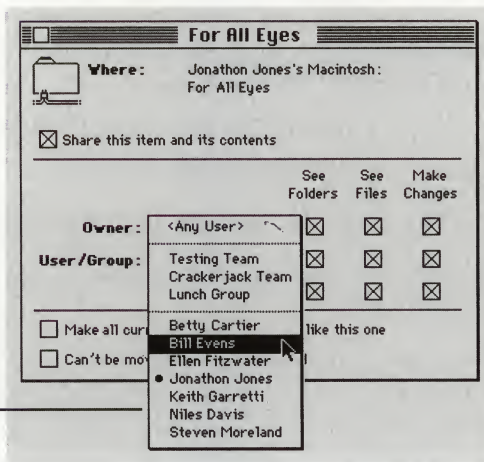 For All Eyes
Where: Jonathon Jones's Macintosh:
For All Eyes
Share this item and its contents
See Folders See Files Make Changes
Owner: <Any User>
User/Group: Testing Team
Crackerjack Team
Lunch Group
Betty Cartier
Make all curr like this one
Bill Evens
Can't be mov
Ellen Fitzwater
Jonathon Jones
Keith Garretti
Niles Davis
Steven Moreland